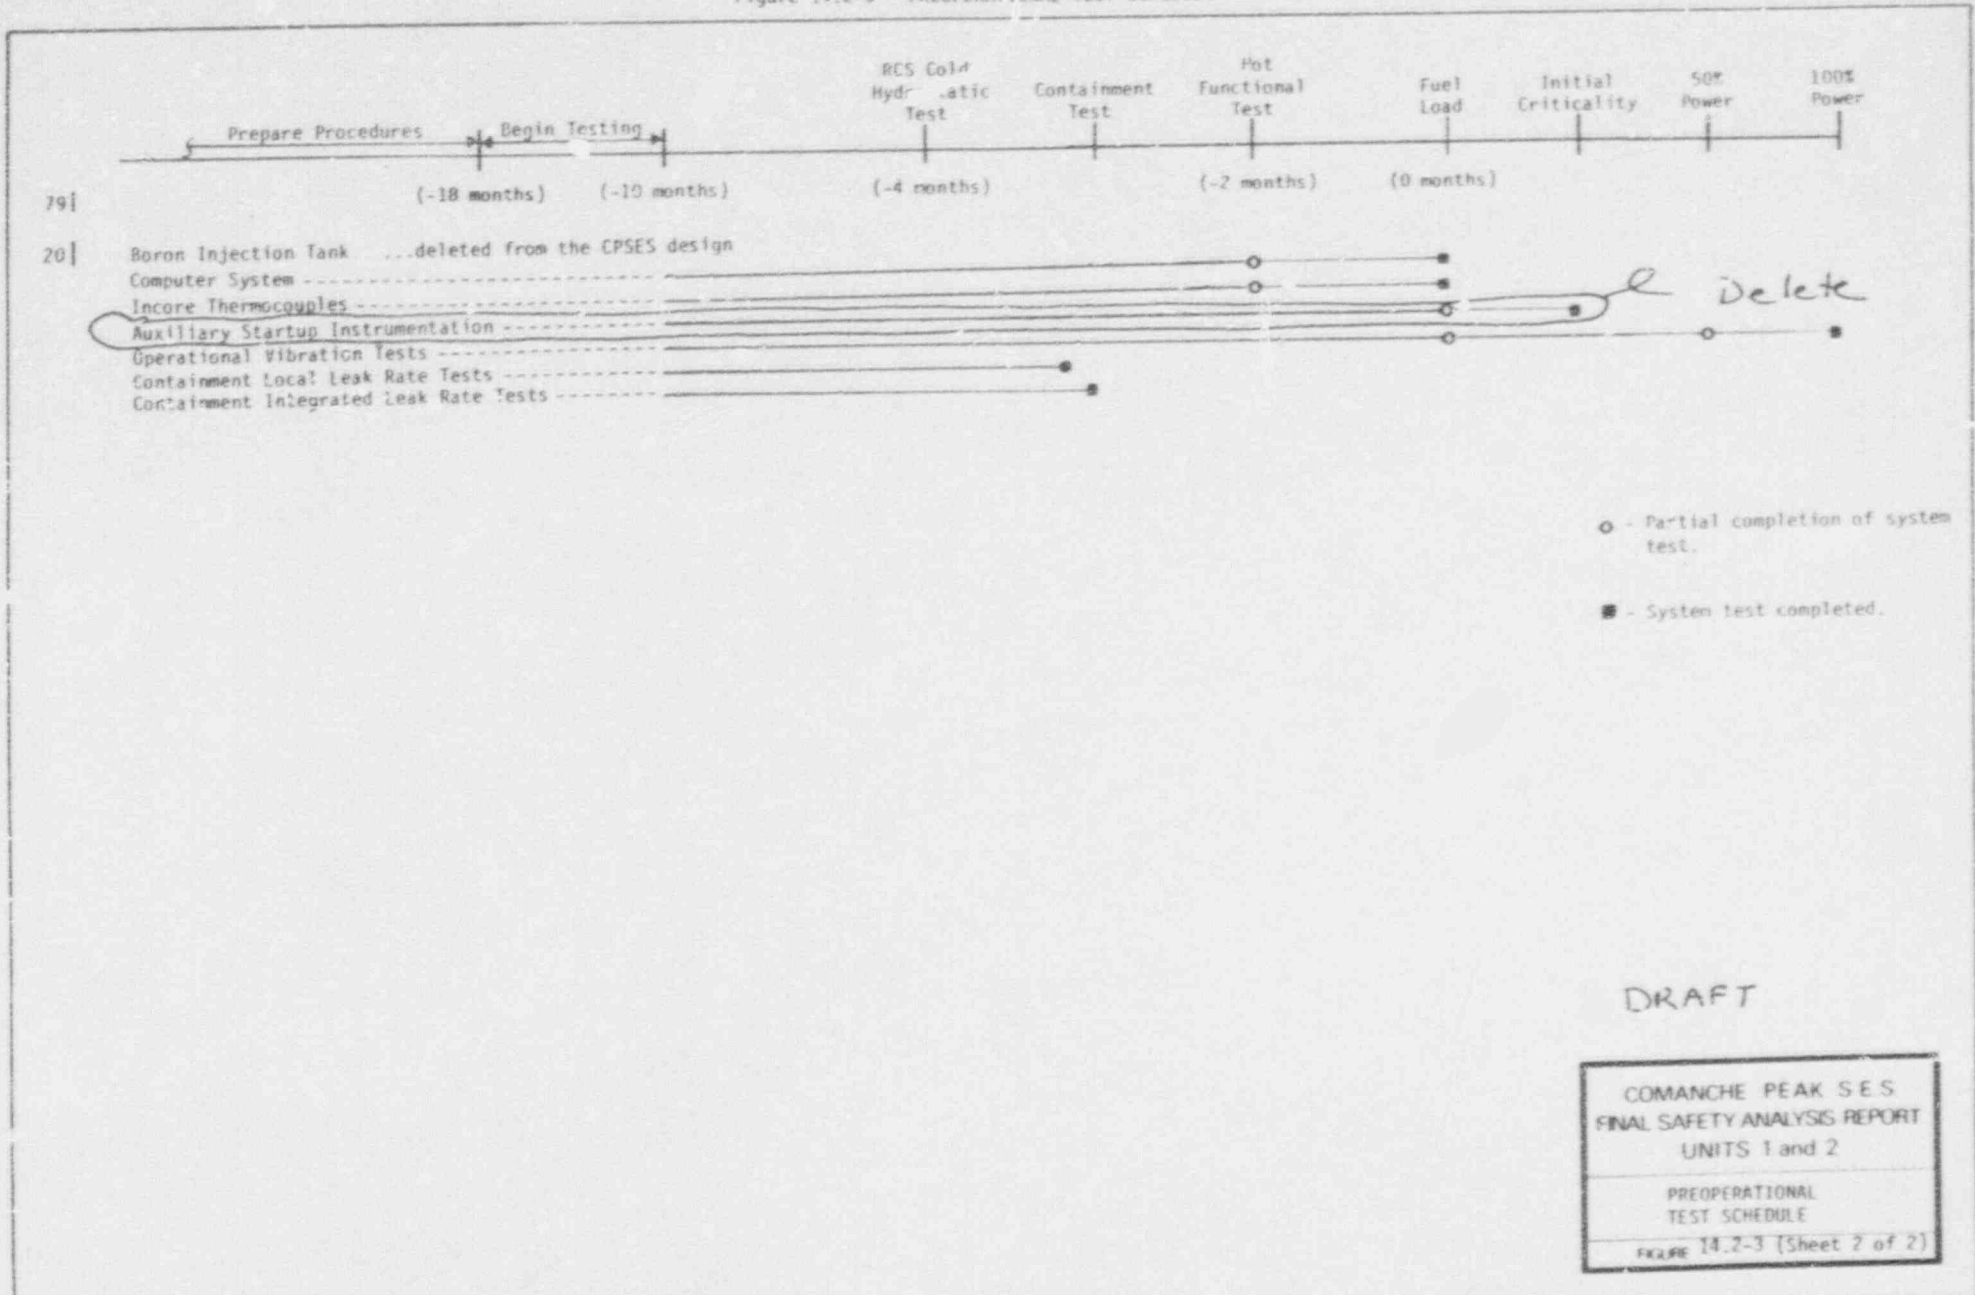 RCS Cold
Hydr .atic
Test
Containment
Test
Hot
Functional
Test
Fuel
Load
Initial
Criticality
50%
Power
100%
Power
Prepare Procedures
Begin Testing
(-18 months)
(-10 months)
(-4 months)
(-2 months)
(0 months)
79
20
Boron Injection Tank ...deleted from the CPSES design
Computer System
Incore Thermocouples
Delete
Auxiliary Startup Instrumentation
Operational Vibration Tests
Containment Local Leak Rate Tests
Containment Integrated Leak Rate Tests
- Partial completion of system
test.
- System test completed.
DRAFT
COMANCHE PEAK S.E.S.
FINAL SAFETY ANALYSIS REPORT
UNITS 1 and 2
PREOPERATIONAL
TEST SCHEDULE
FIGURE 14.2-3 (Sheet 2 of 2)